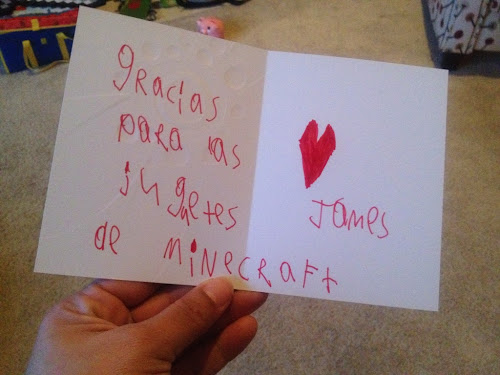 gracias
para las
jugetes
de Minecraft
James